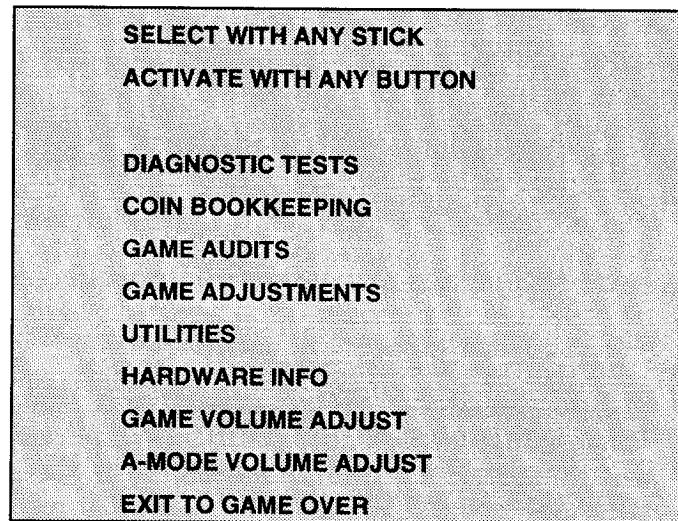 SELECT WITH ANY STICK
ACTIVATE WITH ANY BUTTON
DIAGNOSTIC TESTS
COIN BOOKKEEPING
GAME AUDITS
GAME ADJUSTMENTS
UTILITIES
HARDWARE INFO
GAME VOLUME ADJUST
A-MODE VOLUME ADJUST
EXIT TO GAME OVER